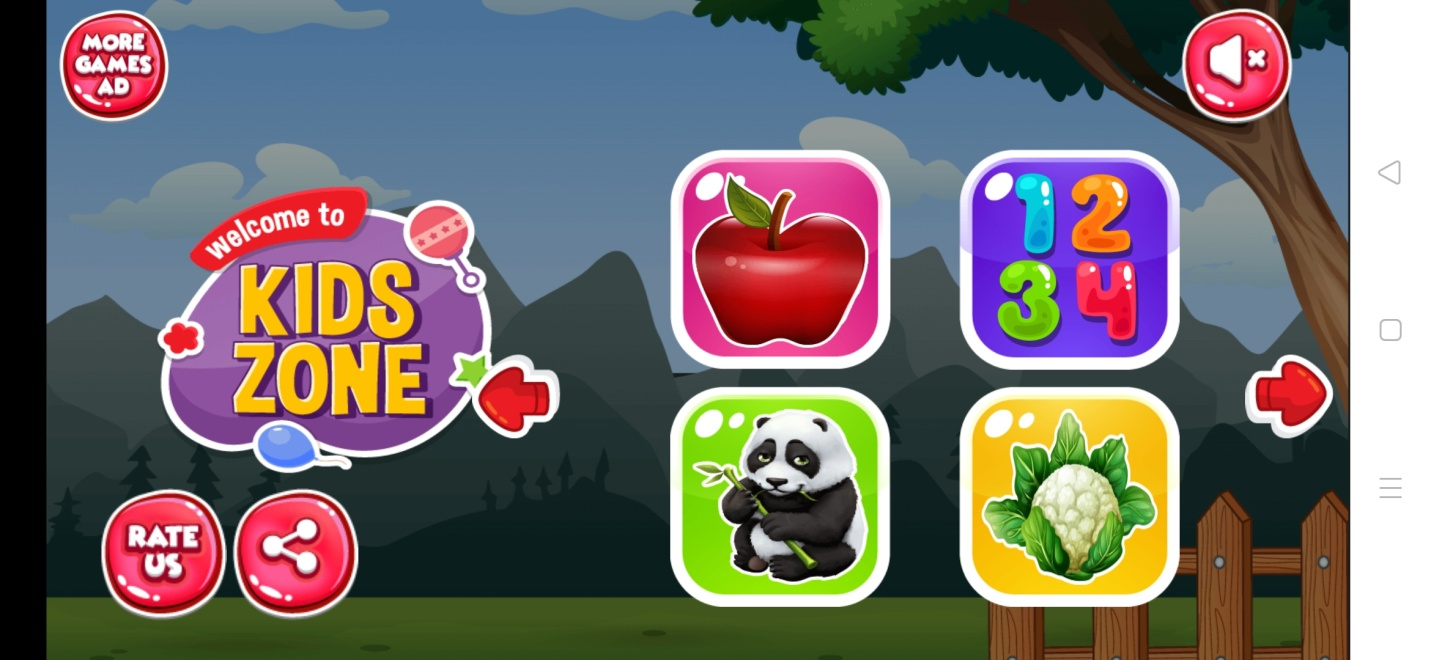 MORE
GAMES
AD
welcome to
KIDS
ZONE
1 2
3 4
RATE
US